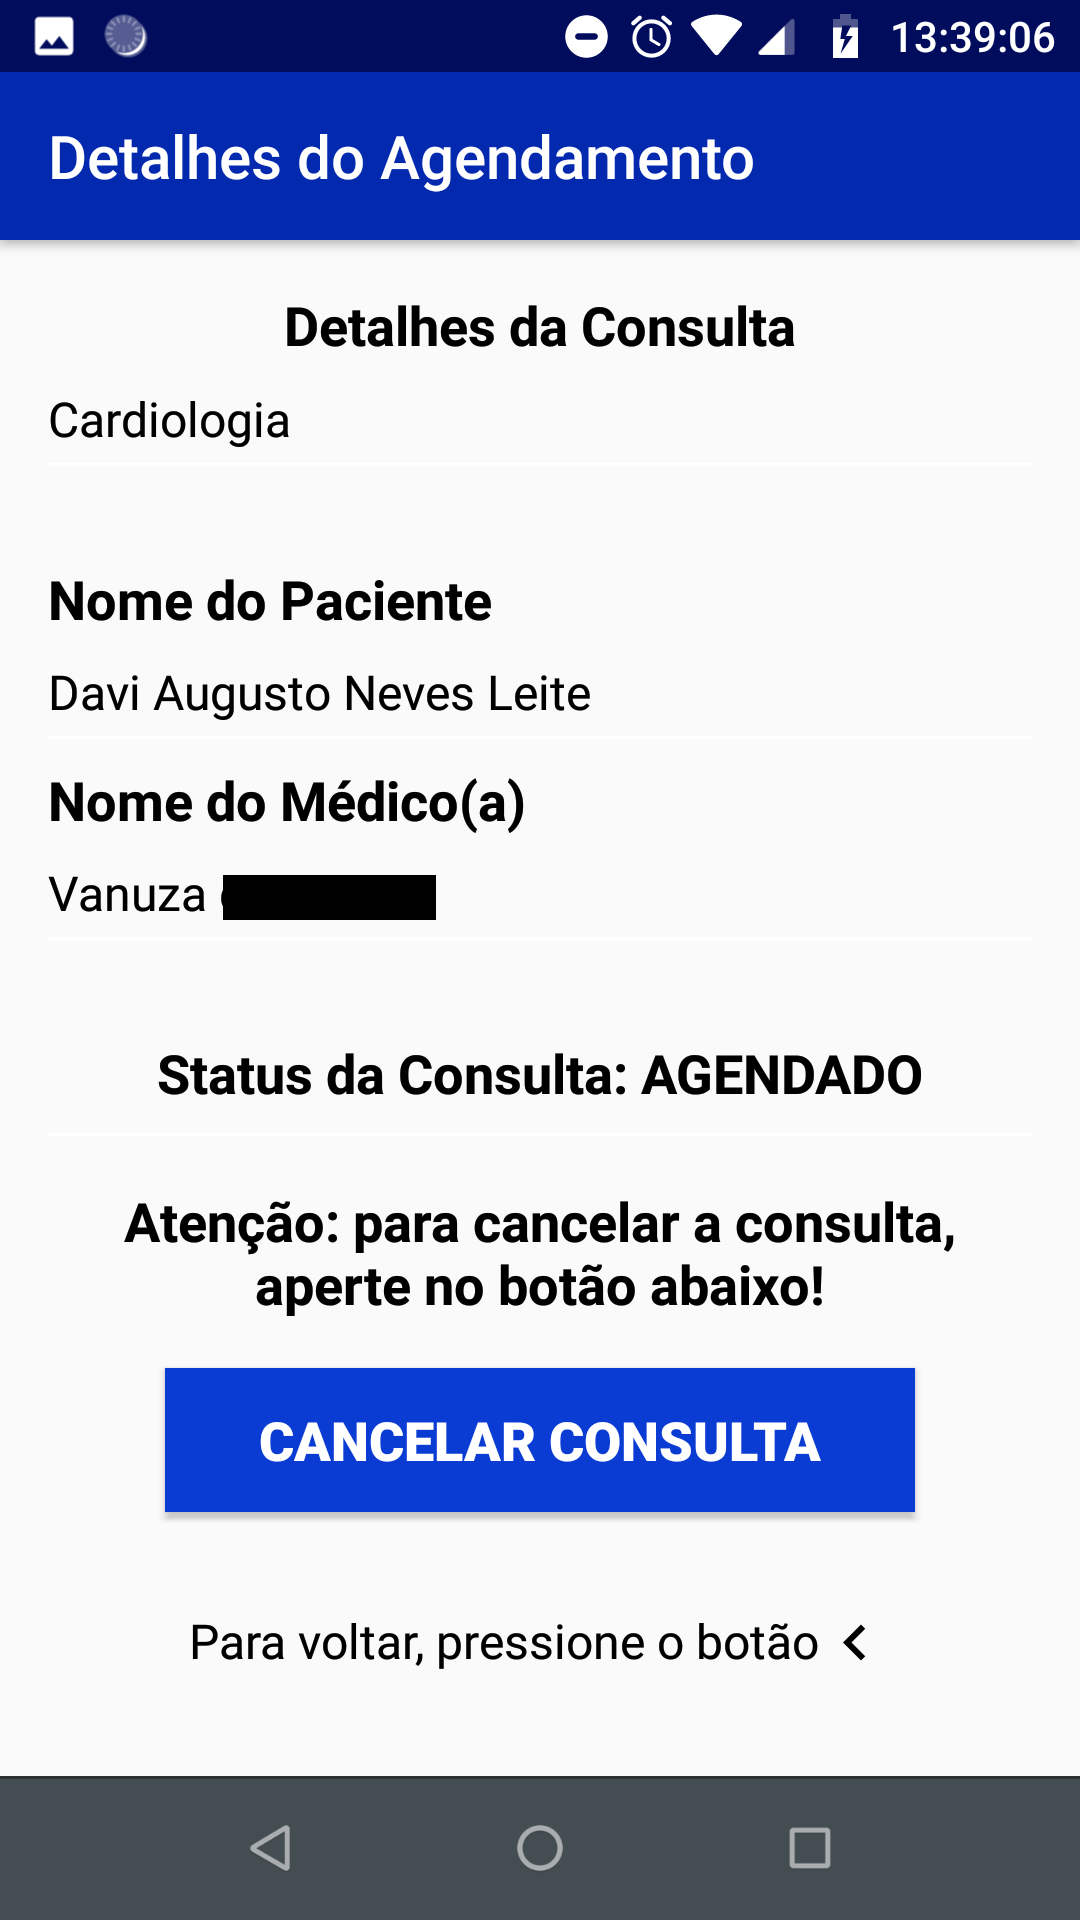 13:39:06
Detalhes do Agendamento
Detalhes da Consulta
Cardiologia
Nome do Paciente
Davi Augusto Neves Leite
Nome do Médico(a)
Vanuza
Status da Consulta: AGENDADO
Atenção: para cancelar a consulta,
aperte no botão abaixo!
CANCELAR CONSULTA
Para voltar, pressione o botão